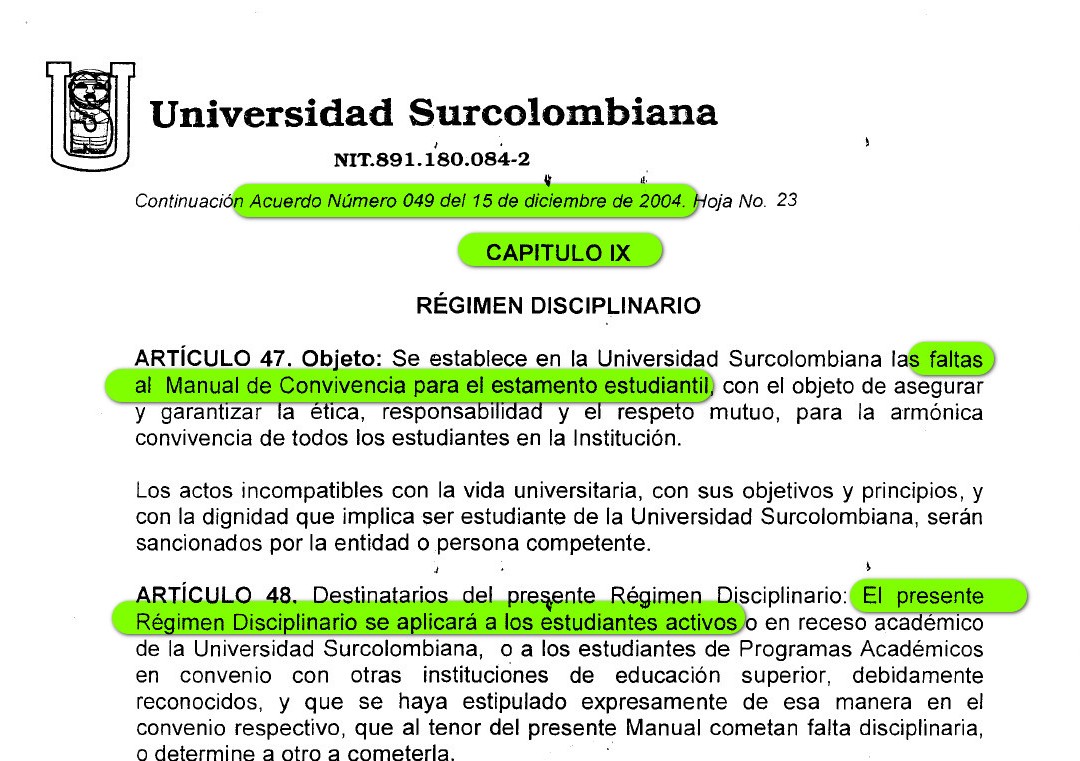 Universidad Surcolombiana
NIT.891.180.084-2
Continuación Acuerdo Número 049 del 15 de diciembre de 2004. Hoja No. 23
CAPITULO IX
RÉGIMEN DISCIPLINARIO
ARTÍCULO 47. Objeto: Se establece en la Universidad Surcolombiana las faltas
al Manual de Convivencia para el estamento estudiantil, con el objeto de asegurar
y garantizar la ética, responsabilidad y el respeto mutuo, para la armónica
convivencia de todos los estudiantes en la Institución.
Los actos incompatibles con la vida universitaria, con sus objetivos y principios, y
con la dignidad que implica ser estudiante de la Universidad Surcolombiana, serán
sancionados por la entidad o persona competente.
ARTÍCULO 48. Destinatarios del presente Régimen Disciplinario: El presente
Régimen Disciplinario se aplicará a los estudiantes activos o en receso académico
de la Universidad Surcolombiana, o a los estudiantes de Programas Académicos
en convenio con otras instituciones de educación superior, debidamente
reconocidos, y que se haya estipulado expresamente de esa manera en el
convenio respectivo, que al tenor del presente Manual cometan falta disciplinaria,
o determine a otro a cometerla.